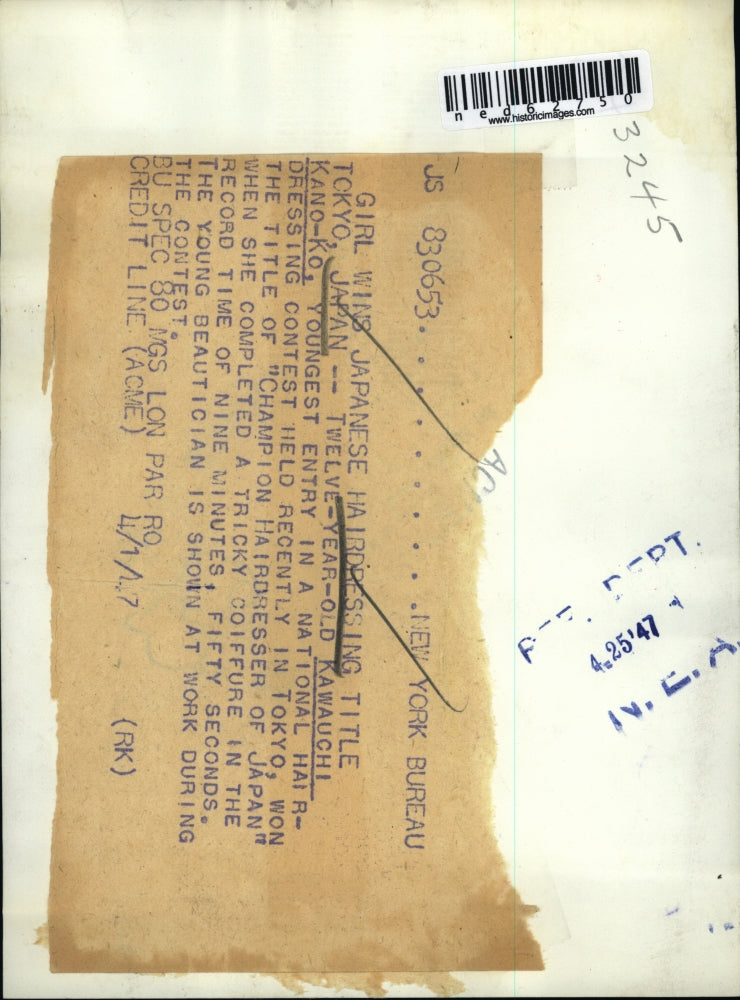 ned62750
www.historicimages.com
3245
JS 830653. . . . . . . . . .NEW YORK BUREAU
GIRL WINS JAPANESE HAIRDRESSING TITLE
TOKYO, JAPAN -- TWELVE-YEAR-OLD KAWAUCHI
KANO-KO, YOUNGEST ENTRY IN A NATIONAL HAIR-
DRESSING CONTEST HELD RECENTLY IN TOKYO, WON
THE TITLE OF "CHAMPION HAIRDRESSER OF JAPAN"
WHEN SHE COMPLETED A TRICKY COIFFURE IN THE
RECORD TIME OF NINE MINUTES, FIFTY SECONDS.
THE YOUNG BEAUTICIAN IS SHOWN AT WORK DURING
THE CONTEST.
BU SPEC 80 MGS LON PAR RO
CREDIT LINE (ACME) 4/1/47 (RK)
DEPT.
4-25'47
N.E.A.